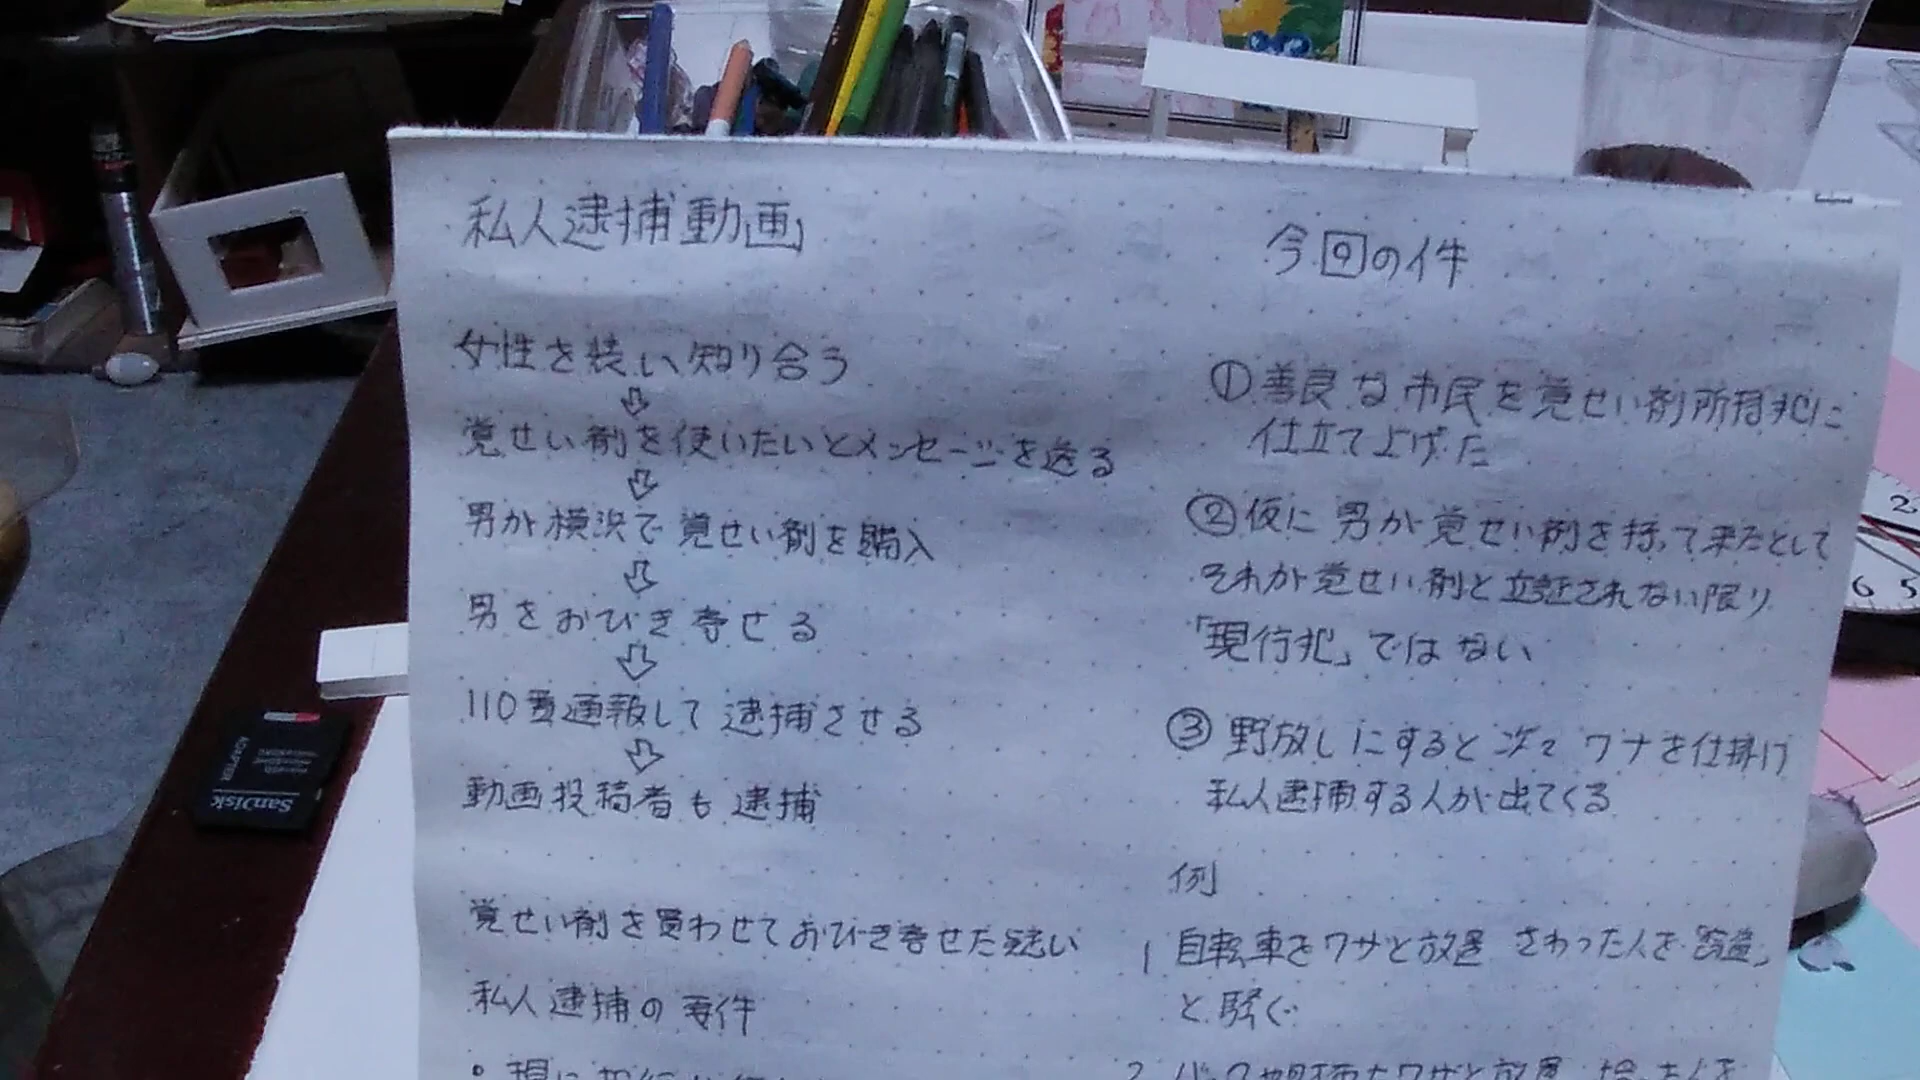 私人逮捕動画
女性を装い知り合う
⇩
覚せい剤を使いたいとメッセージを送る
⇩
男が横浜で覚せい剤を購入
⇩
男をおびき寄せる
⇩
110番通報して逮捕させる
⇩
動画投稿者も逮捕
覚せい剤を買わせておびき寄せた疑い
私人逮捕の要件
今回の件
①善良な市民を覚せい剤所持犯に
仕立て上げた
②仮に男が覚せい剤を持って来たとして
それが覚せい剤と立証されない限り
「現行犯」ではない
③野放しにすると次々ワナを仕掛け
私人逮捕する人が出てくる
例
1 自転車をワザと放置 さわった人を「窃盗」
と騒ぐ
SanDisk
ADAPTER
2
5
6